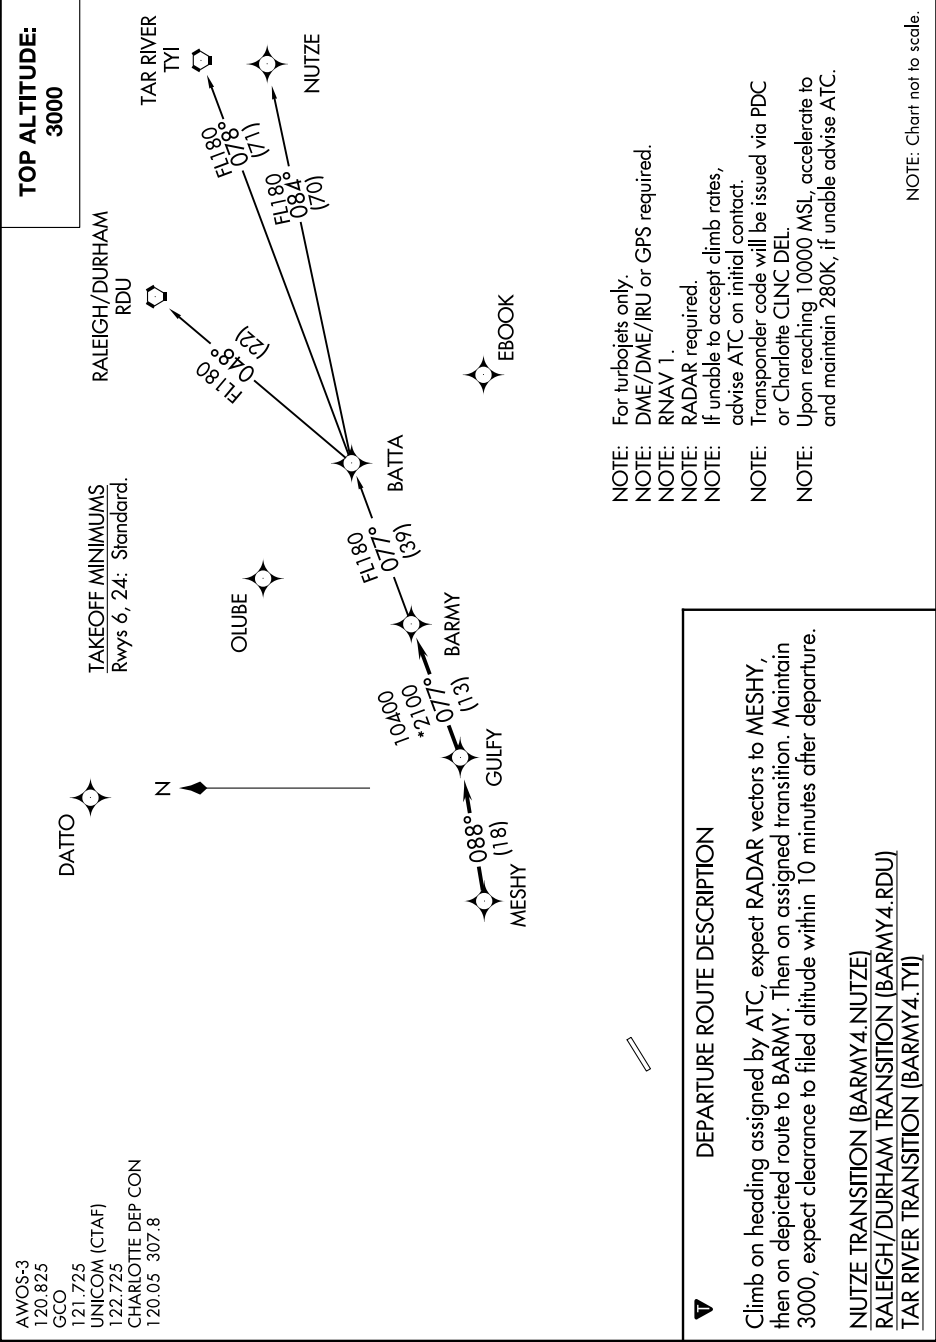 AWOS-3
120.825
GCO
121.725
UNICOM (CTAF)
122.725
CHARLOTTE DEP CON
120.05 307.8
TOP ALTITUDE:
3000
TAKEOFF MINIMUMS
Rwys 6, 24: Standard.
DATTO
N
OLUBE
RALEIGH/DURHAM
RDU
TAR RIVER
TYI
NUTZE
FL180
048°
(22)
FL180
078°
(71)
FL180
084°
(70)
BATTA
FL180
077°
(39)
BARMY
10400
*2100
077°
(13)
GULFY
088°
(18)
MESHY
EBOOK
NOTE: For turbojets only.
NOTE: DME/DME/IRU or GPS required.
NOTE: RNAV 1.
NOTE: RADAR required.
NOTE: If unable to accept climb rates,
advise ATC on initial contact.
NOTE: Transponder code will be issued via PDC
or Charlotte CLNC DEL.
NOTE: Upon reaching 10000 MSL, accelerate to
and maintain 280K, if unable advise ATC.
NOTE: Chart not to scale.
T
DEPARTURE ROUTE DESCRIPTION
Climb on heading assigned by ATC, expect RADAR vectors to MESHY,
then on depicted route to BARMY. Then on assigned transition. Maintain
3000, expect clearance to filed altitude within 10 minutes after departure.
NUTZE TRANSITION (BARMY4.NUTZE)
RALEIGH/DURHAM TRANSITION (BARMY4.RDU)
TAR RIVER TRANSITION (BARMY4.TYI)